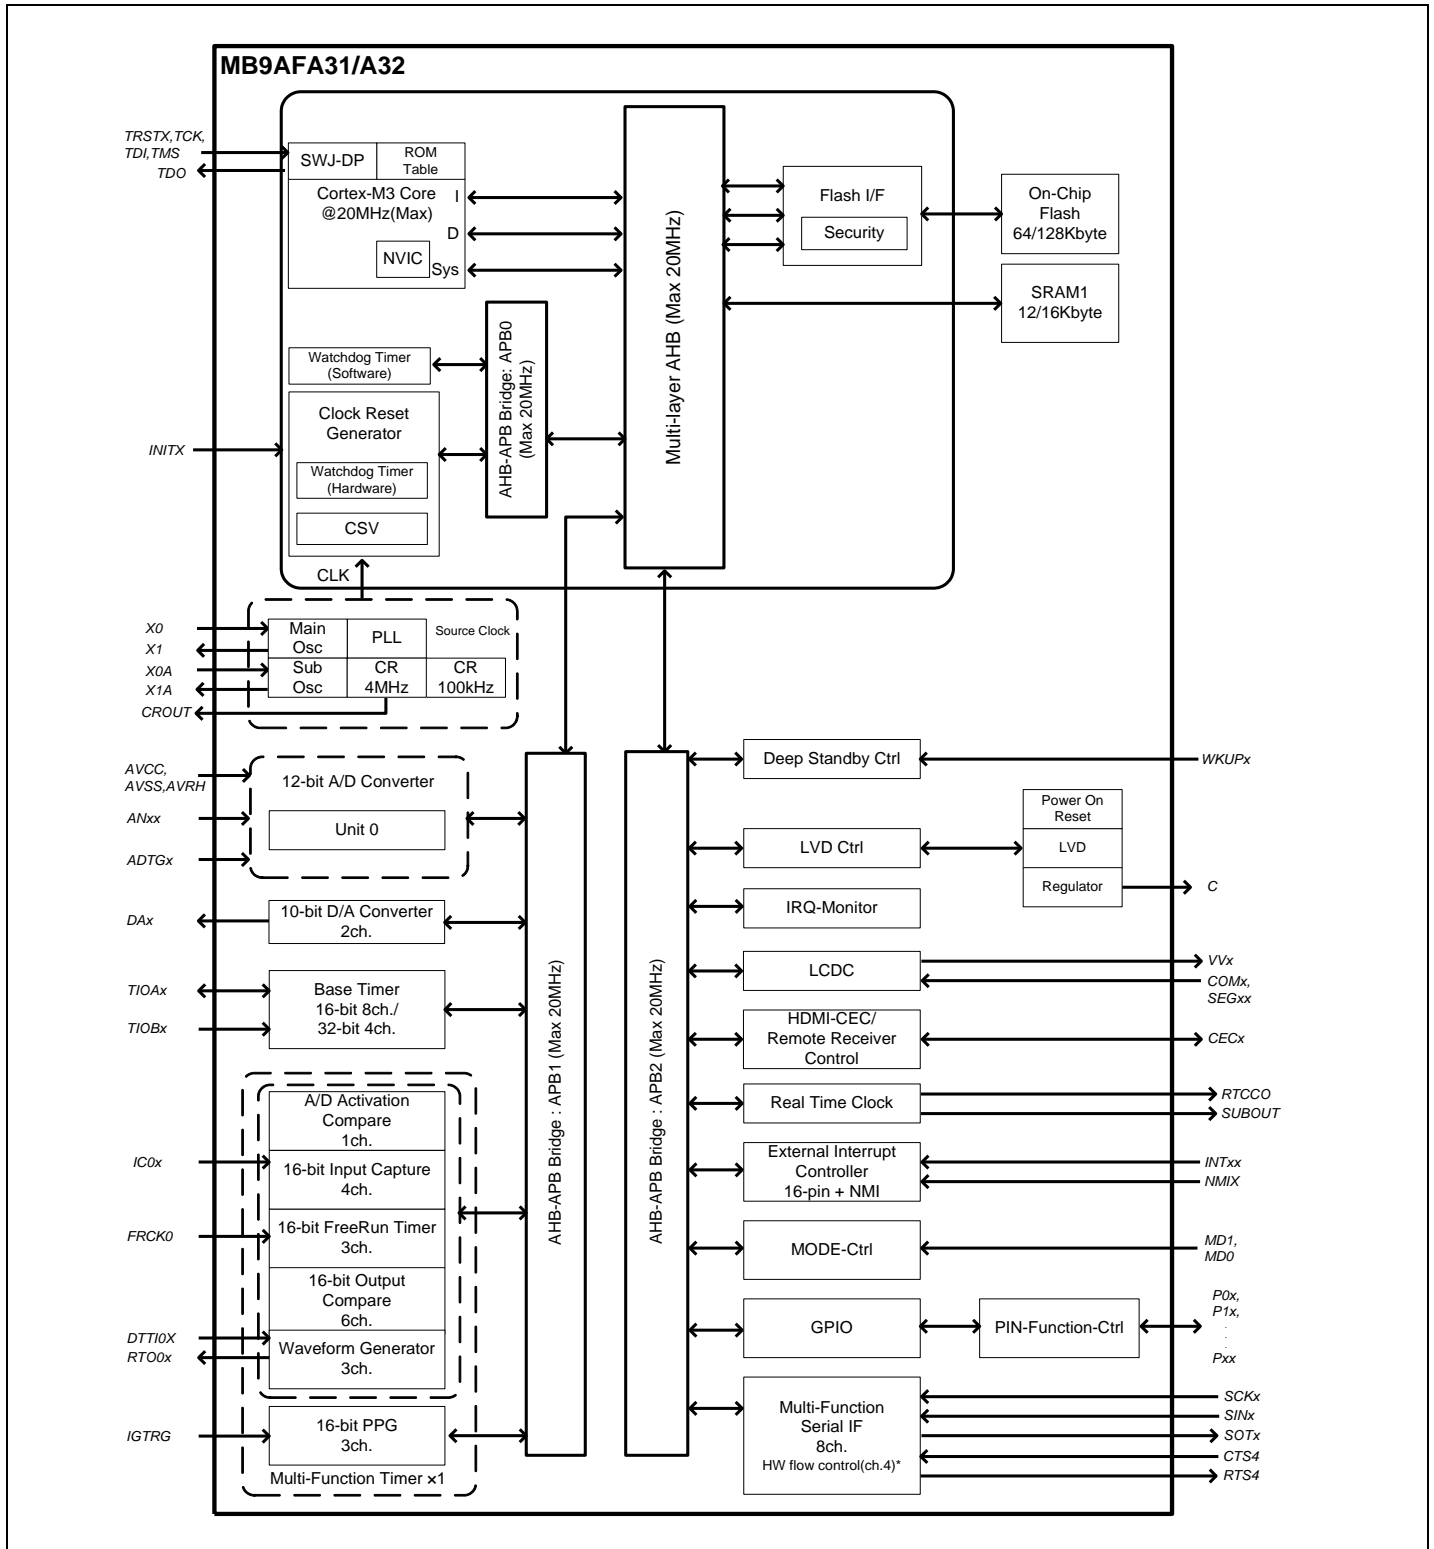 MB9AFA31/A32
TRSTX,TCK,
TDI,TMS
TDO
SWJ-DP
ROM
Table
Cortex-M3 Core
@20MHz(Max)
I
D
NVIC
Sys
Multi-layer AHB (Max 20MHz)
Flash I/F
Security
On-Chip
Flash
64/128Kbyte
SRAM1
12/16Kbyte
Watchdog Timer
(Software)
AHB-APB Bridge: APB0
(Max 20MHz)
Clock Reset
Generator
Watchdog Timer
(Hardware)
CSV
INITX
CLK
X0
X1
X0A
X1A
CROUT
Main
Osc
PLL
Source Clock
Sub
Osc
CR
4MHz
CR
100kHz
AVCC,
AVSS,AVRH
ANxx
ADTGx
12-bit A/D Converter
Unit 0
DAx
10-bit D/A Converter
2ch.
TIOAx
TIOBx
Base Timer
16-bit 8ch./
32-bit 4ch.
IC0x
FRCK0
DTTI0X
RTO0x
IGTRG
A/D Activation
Compare
1ch.
16-bit Input Capture
4ch.
16-bit FreeRun Timer
3ch.
16-bit Output
Compare
6ch.
Waveform Generator
3ch.
16-bit PPG
3ch.
Multi-Function Timer ×1
AHB-APB Bridge : APB1 (Max 20MHz)
AHB-APB Bridge : APB2 (Max 20MHz)
Deep Standby Ctrl
WKUPx
LVD Ctrl
Power On
Reset
LVD
Regulator
C
IRQ-Monitor
LCDC
VVx
COMx,
SEGxx
HDMI-CEC/
Remote Receiver
Control
CECx
Real Time Clock
RTCCO
SUBOUT
External Interrupt
Controller
16-pin + NMI
INTxx
NMIX
MODE-Ctrl
MD1,
MD0
GPIO
PIN-Function-Ctrl
P0x,
P1x,
.
.
.
Pxx
Multi-Function
Serial IF
8ch.
HW flow control(ch.4)*
SCKx
SINx
SOTx
CTS4
RTS4